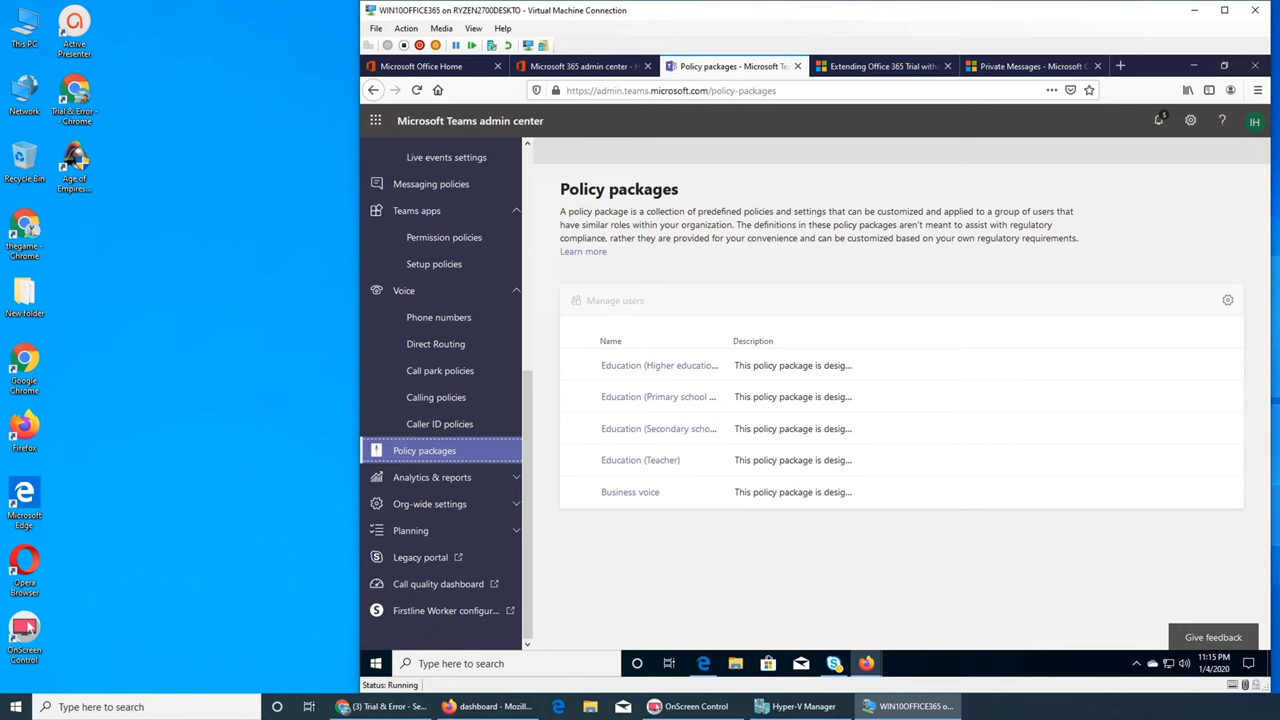 This PC
Active
Presenter
Network
Trial & Error -
- Chrome
Recycle Bin
Age of
Empires...
thegame -
Chrome
New folder
Google
Chrome
Firefox
Microsoft
Edge
Opera
Browser
OnScreen
Control
WIN10OFFICE365 on RYZEN2700DESKTO - Virtual Machine Connection
File Action Media View Help
Microsoft Office Home
Microsoft 365 admin center - H
Policy packages - Microsoft Te
Extending Office 365 Trial with
Private Messages - Microsoft C
https://admin.teams.microsoft.com/policy-packages
Microsoft Teams admin center
5
IH
Live events settings
Messaging policies
Teams apps
Permission policies
Setup policies
Voice
Phone numbers
Direct Routing
Call park policies
Calling policies
Caller ID policies
Policy packages
Analytics & reports
Org-wide settings
Planning
Legacy portal
Call quality dashboard
Firstline Worker configur...
Policy packages
A policy package is a collection of predefined policies and settings that can be customized and applied to a group of users that
have similar roles within your organization. The definitions in these policy packages aren't meant to assist with regulatory
compliance, rather they are provided for your convenience and can be customized based on your own regulatory requirements.
Learn more
Manage users
Name Description
Education (Higher educatio... This policy package is desig...
Education (Primary school ... This policy package is desig...
Education (Secondary scho... This policy package is desig...
Education (Teacher) This policy package is desig...
Business voice This policy package is desig...
Give feedback
Type here to search
11:15 PM
1/4/2020
Status: Running
Type here to search
(3) Trial & Error - Se...
dashboard - Mozill...
OnScreen Control
Hyper-V Manager
WIN10OFFICE365 o...